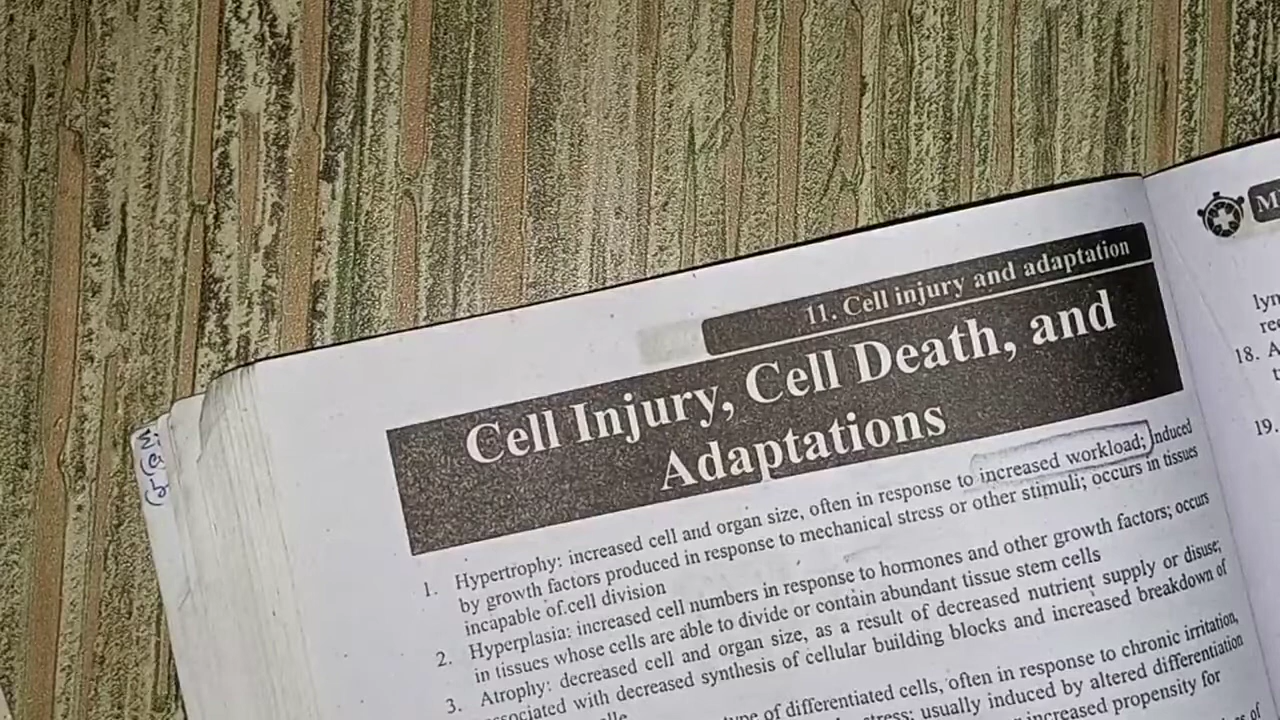 11. Cell injury and adaptation
Cell Injury, Cell Death, and
Adaptations
1. Hypertrophy: increased cell and organ size, often in response to increased workload; induced
by growth factors produced in response to mechanical stress or other stimuli; occurs in tissues
incapable of cell division
2. Hyperplasia: increased cell numbers in response to hormones and other growth factors; occurs
in tissues whose cells are able to divide or contain abundant tissue stem cells
3. Atrophy: decreased cell and organ size, as a result of decreased nutrient supply or disuse;
with decreased synthesis of cellular building blocks and increased breakdown of
of differentiated cells, often in response to chronic irritation,
usually induced by altered differentiation
increased propensity for
of
M
18. A
19.